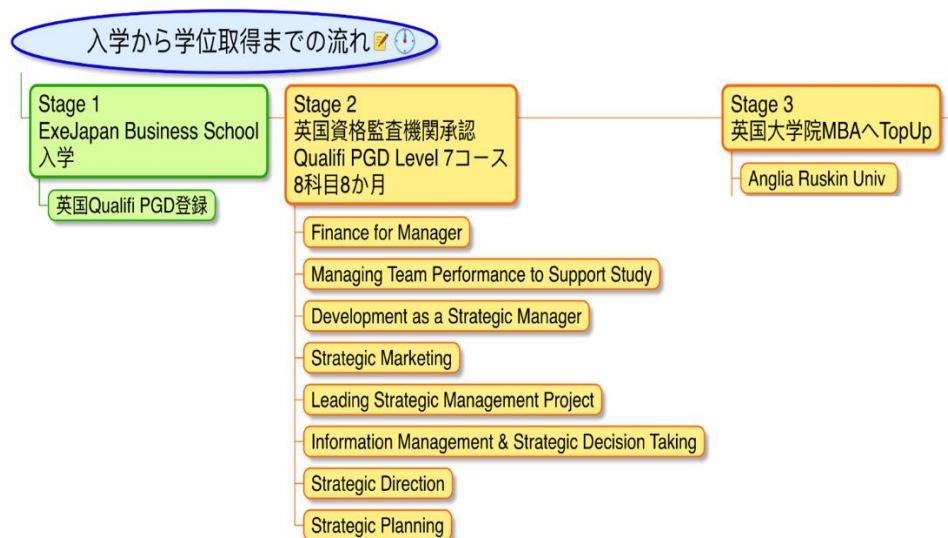 入学から学位取得までの流れ📝🕛
Stage 1
ExeJapan Business School
入学
英国Qualifi PGD登録
Stage 2
英国資格監査機関承認
Qualifi PGD Level 7コース
8科目8か月
Finance for Manager
Managing Team Performance to Support Study
Development as a Strategic Manager
Strategic Marketing
Leading Strategic Management Project
Information Management & Strategic Decision Taking
Strategic Direction
Strategic Planning
Stage 3
英国大学院MBAへTopUp
Anglia Ruskin Univ